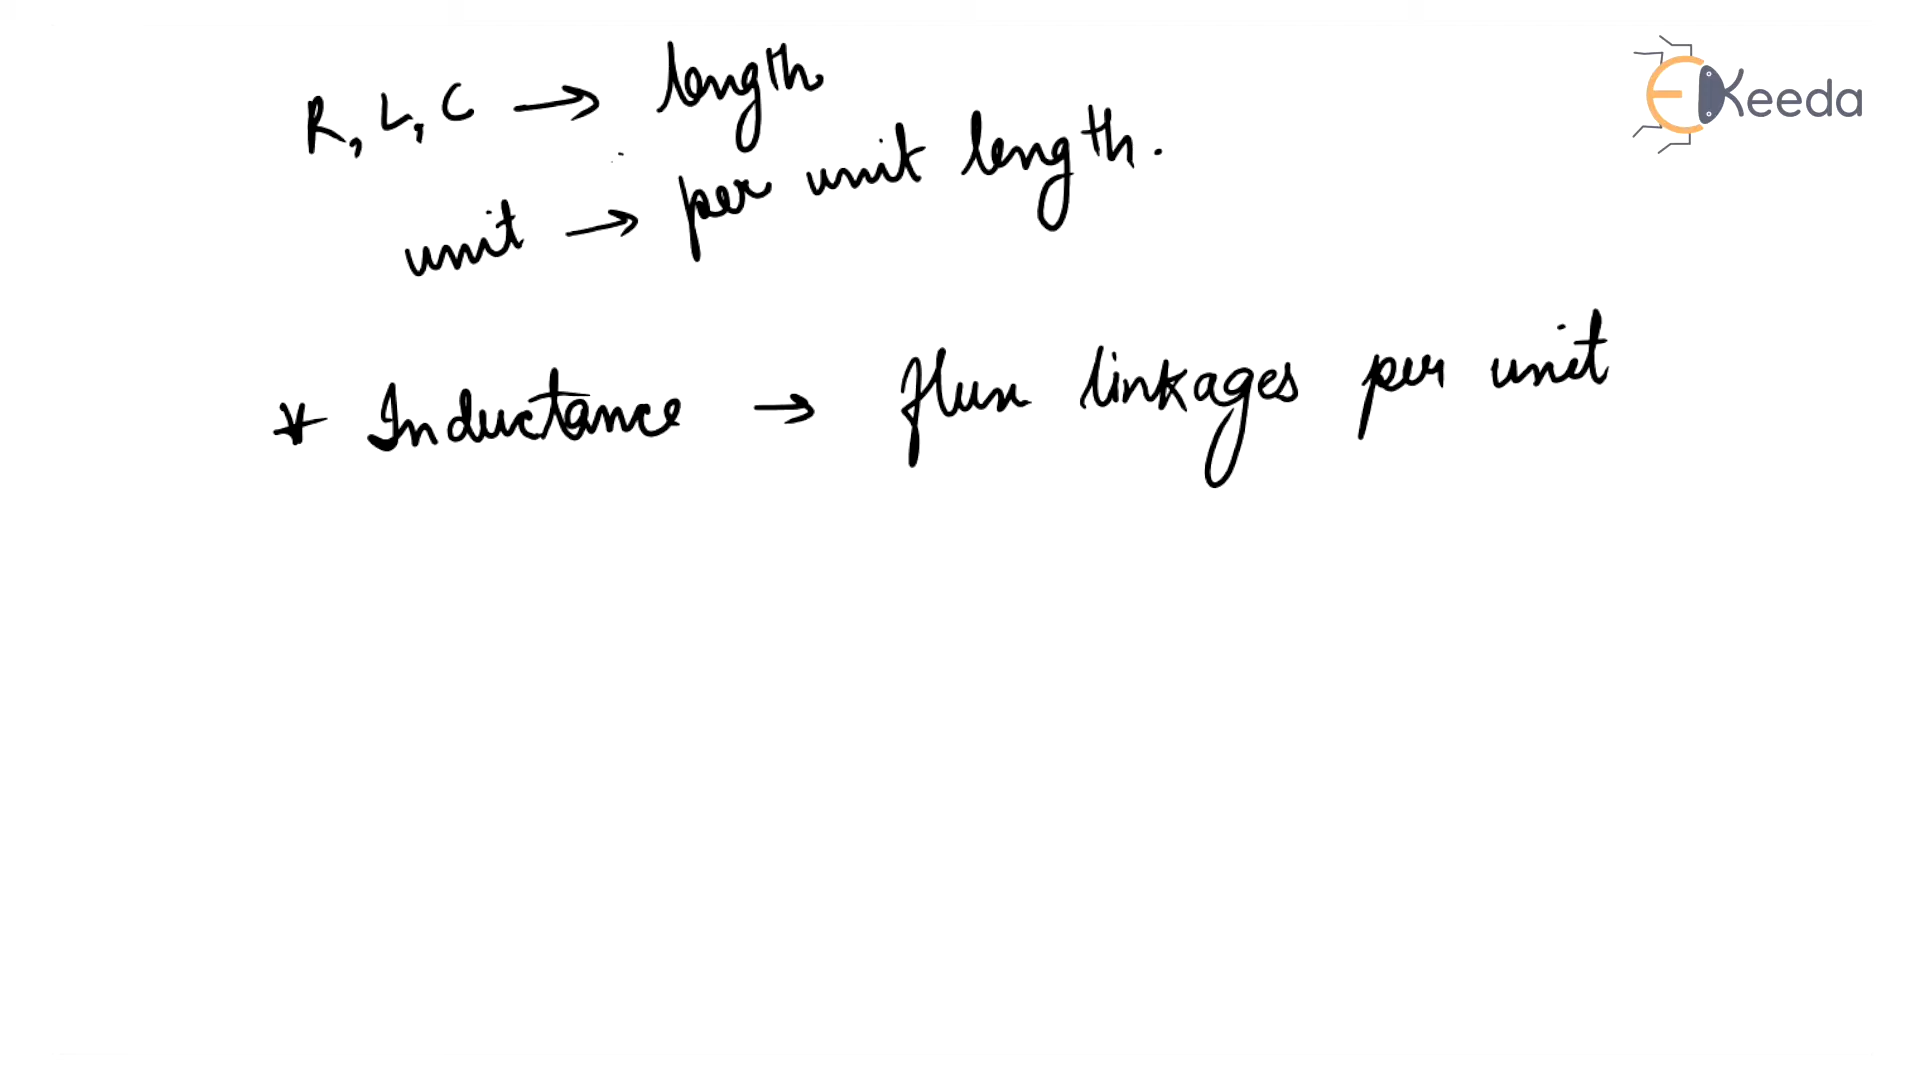 R, L, C → length
unit → per unit length.
* Inductance → flux linkages per unit
EKeeda